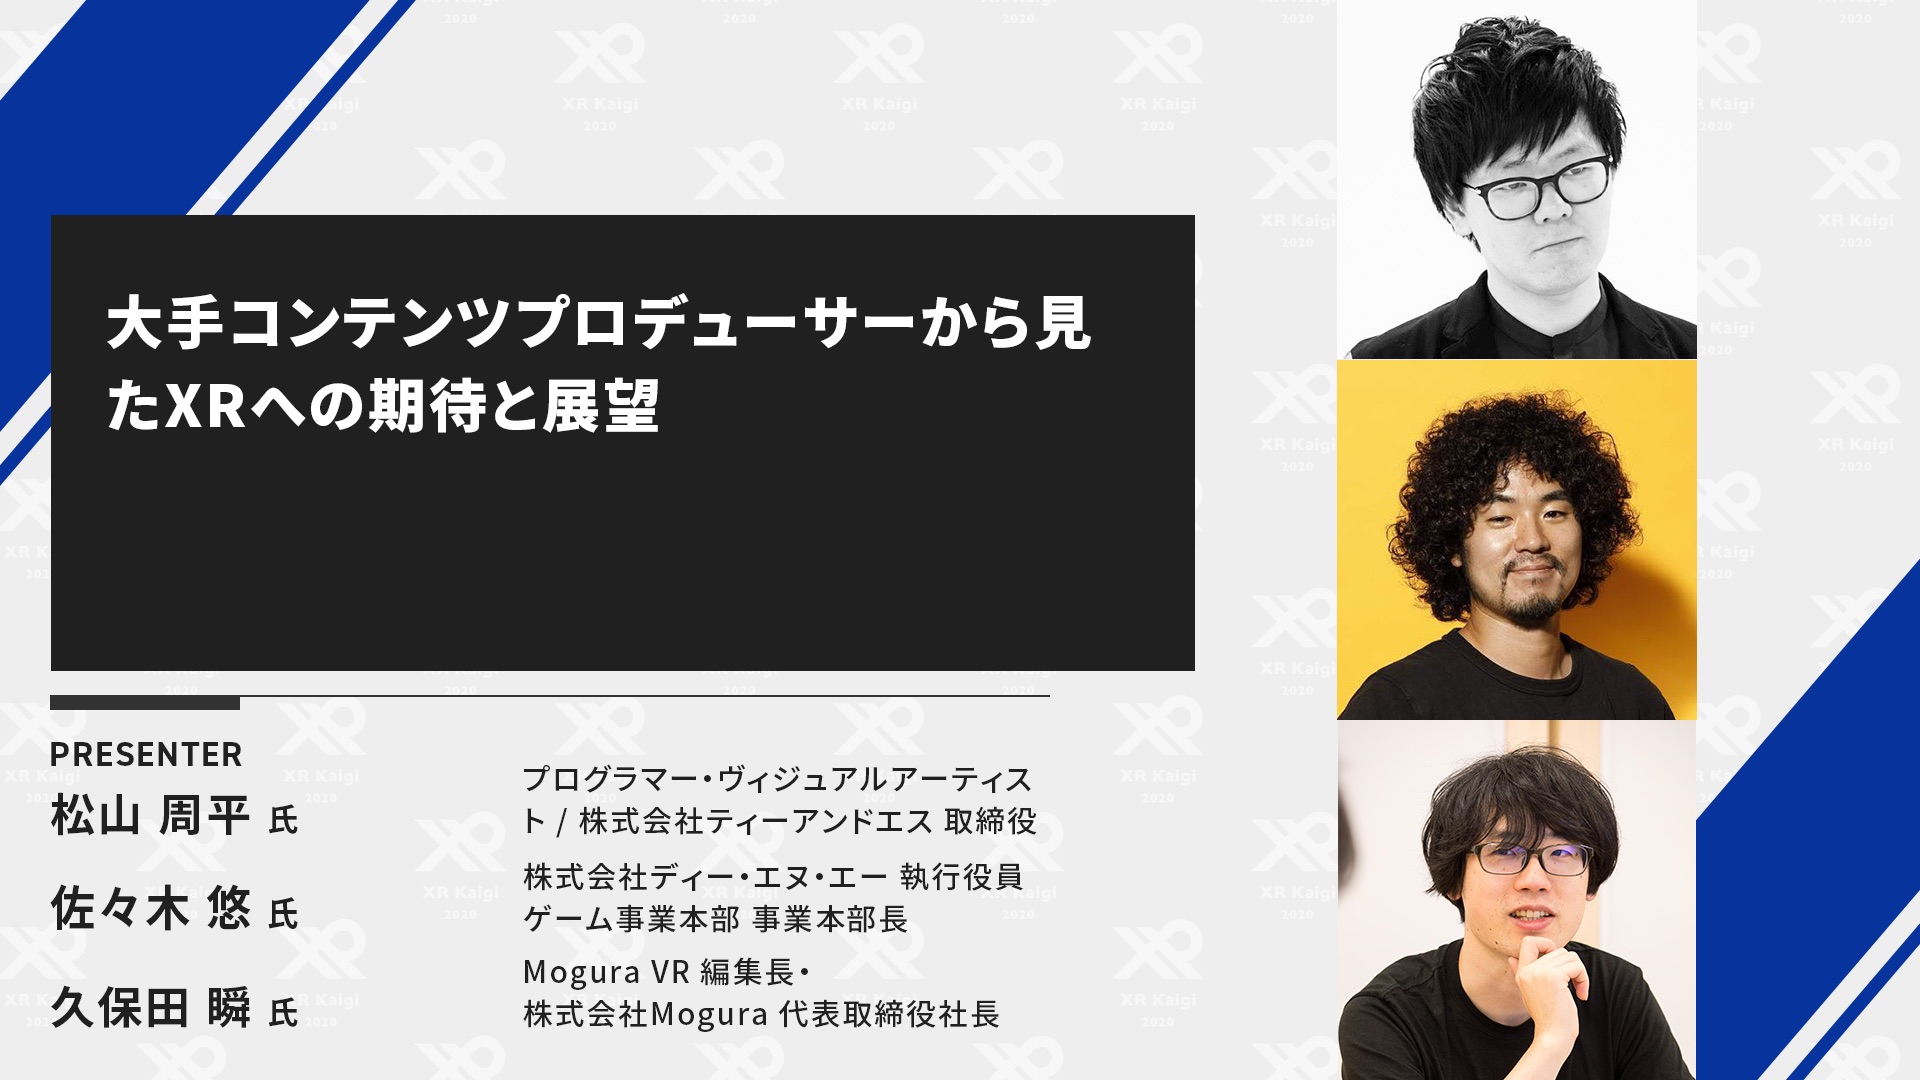 大手コンテンツプロデューサーから見
たXRへの期待と展望
PRESENTER
松山 周平 氏
プログラマー・ヴィジュアルアーティス
ト / 株式会社ティーアンドエス 取締役
佐々木 悠 氏
株式会社ディー・エヌ・エー 執行役員
ゲーム事業本部 事業本部長
久保田 瞬 氏
Mogura VR 編集長・
株式会社Mogura 代表取締役社長
XR Kaigi
2020